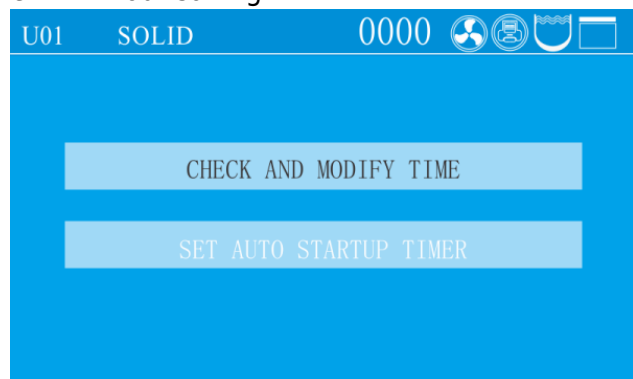 U01 SOLID 0000
CHECK AND MODIFY TIME
SET AUTO STARTUP TIMER